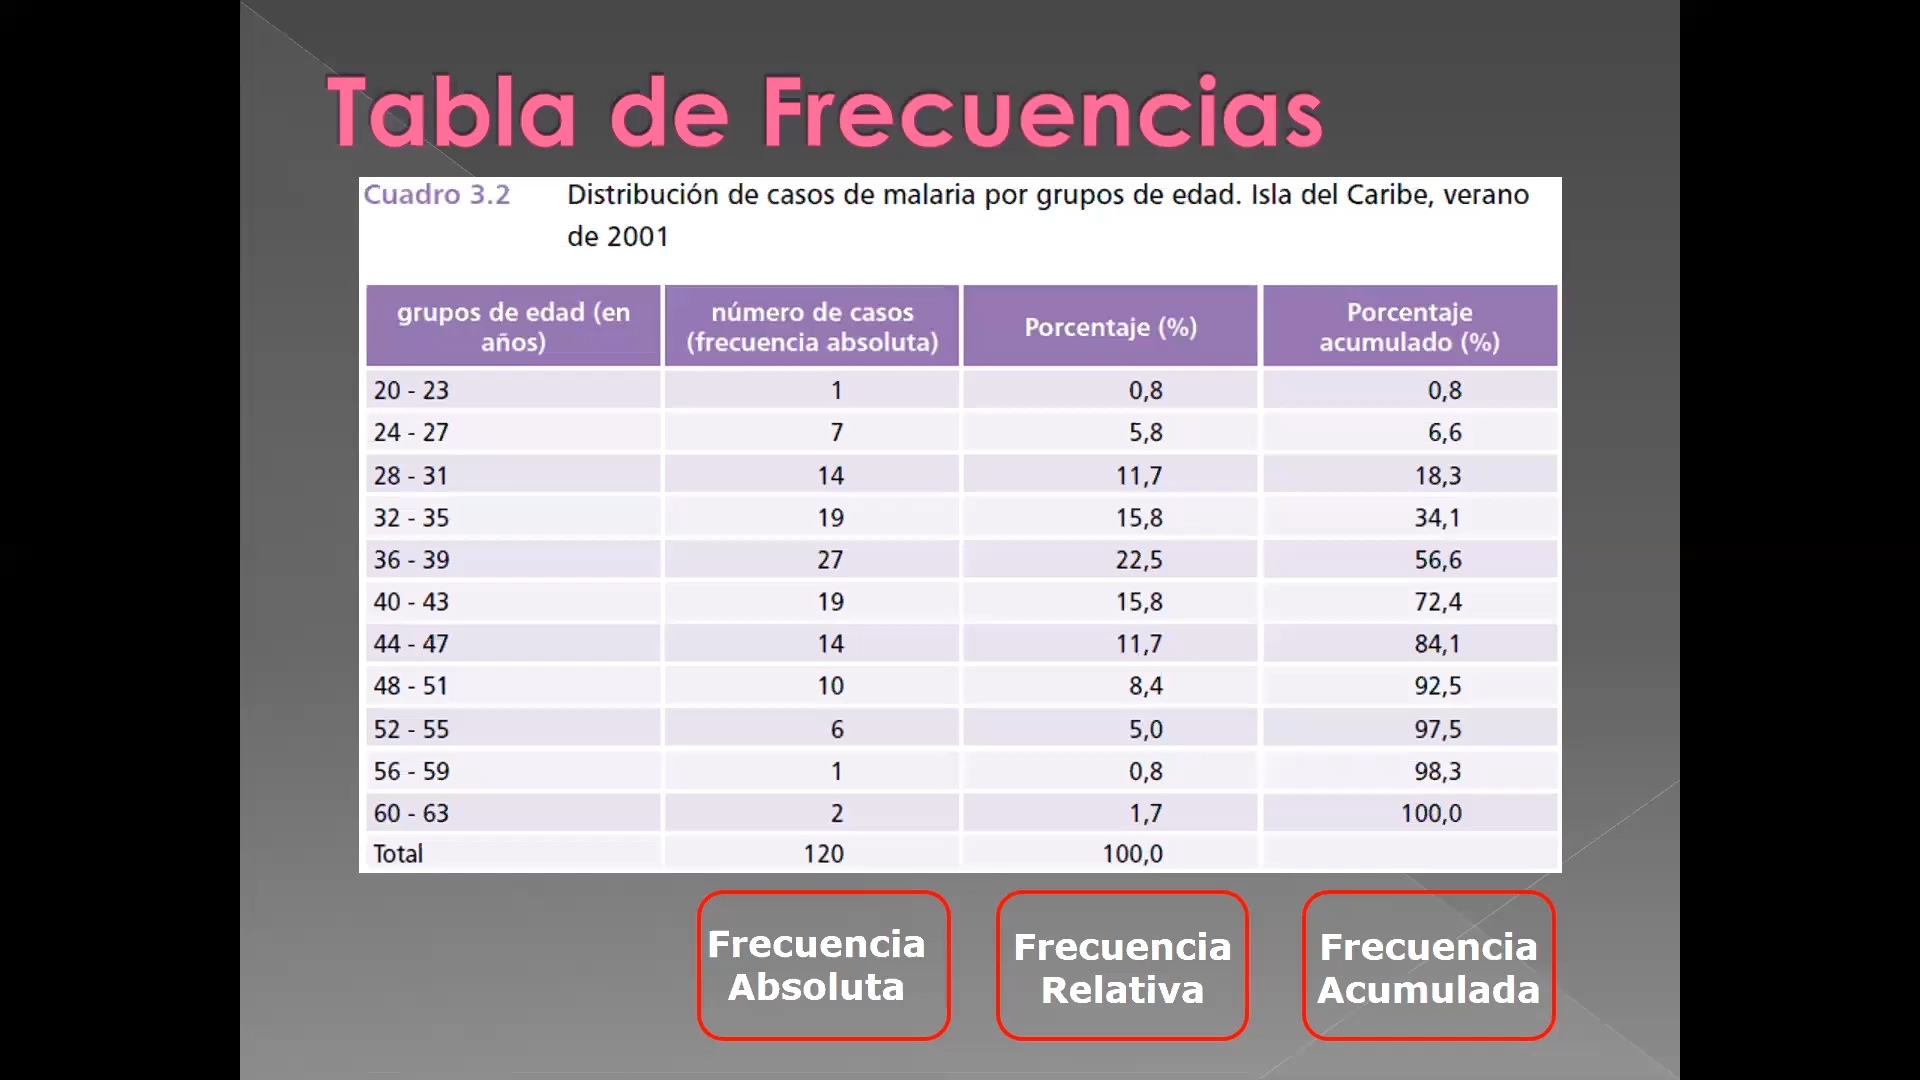 Tabla de Frecuencias
Cuadro 3.2 Distribución de casos de malaria por grupos de edad. Isla del Caribe, verano
de 2001
grupos de edad (en
años)
número de casos
(frecuencia absoluta)
Porcentaje (%)
Porcentaje
acumulado (%)
20 - 23 1 0,8 0,8
24 - 27 7 5,8 6,6
28 - 31 14 11,7 18,3
32 - 35 19 15,8 34,1
36 - 39 27 22,5 56,6
40 - 43 19 15,8 72,4
44 - 47 14 11,7 84,1
48 - 51 10 8,4 92,5
52 - 55 6 5,0 97,5
56 - 59 1 0,8 98,3
60 - 63 2 1,7 100,0
Total 120 100,0
Frecuencia
Absoluta
Frecuencia
Relativa
Frecuencia
Acumulada